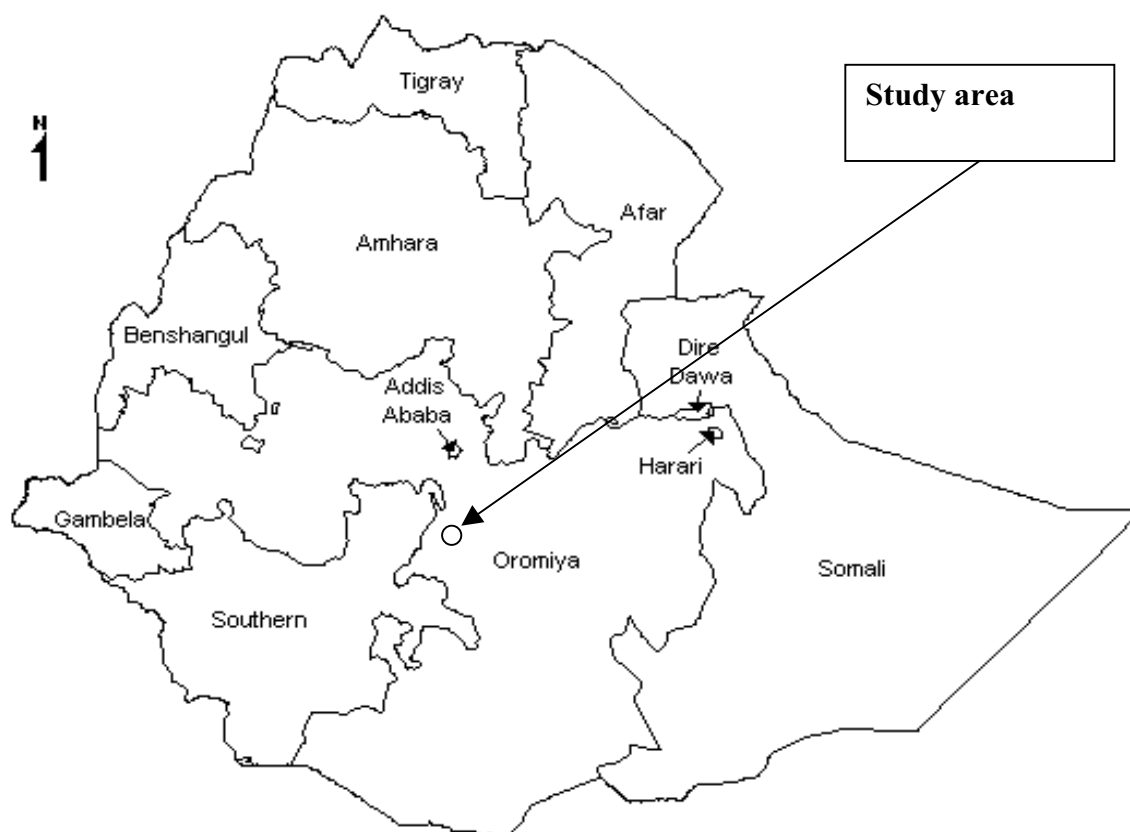 Tigray
Study area
N
Afar
Amhara
Benshangul
Dire
Dawa
Addis
Ababa
Harari
Gambela
Oromiya
Somali
Southern